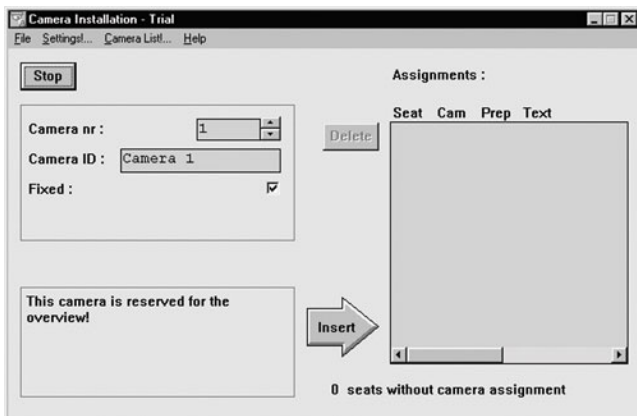 Camera Installation - Trial
File Settings!... Camera List!... Help
Stop
Camera nr : 1
Camera ID : Camera 1
Fixed :
This camera is reserved for the
overview!
Delete
Insert
Assignments :
Seat Cam Prep Text
0 seats without camera assignment